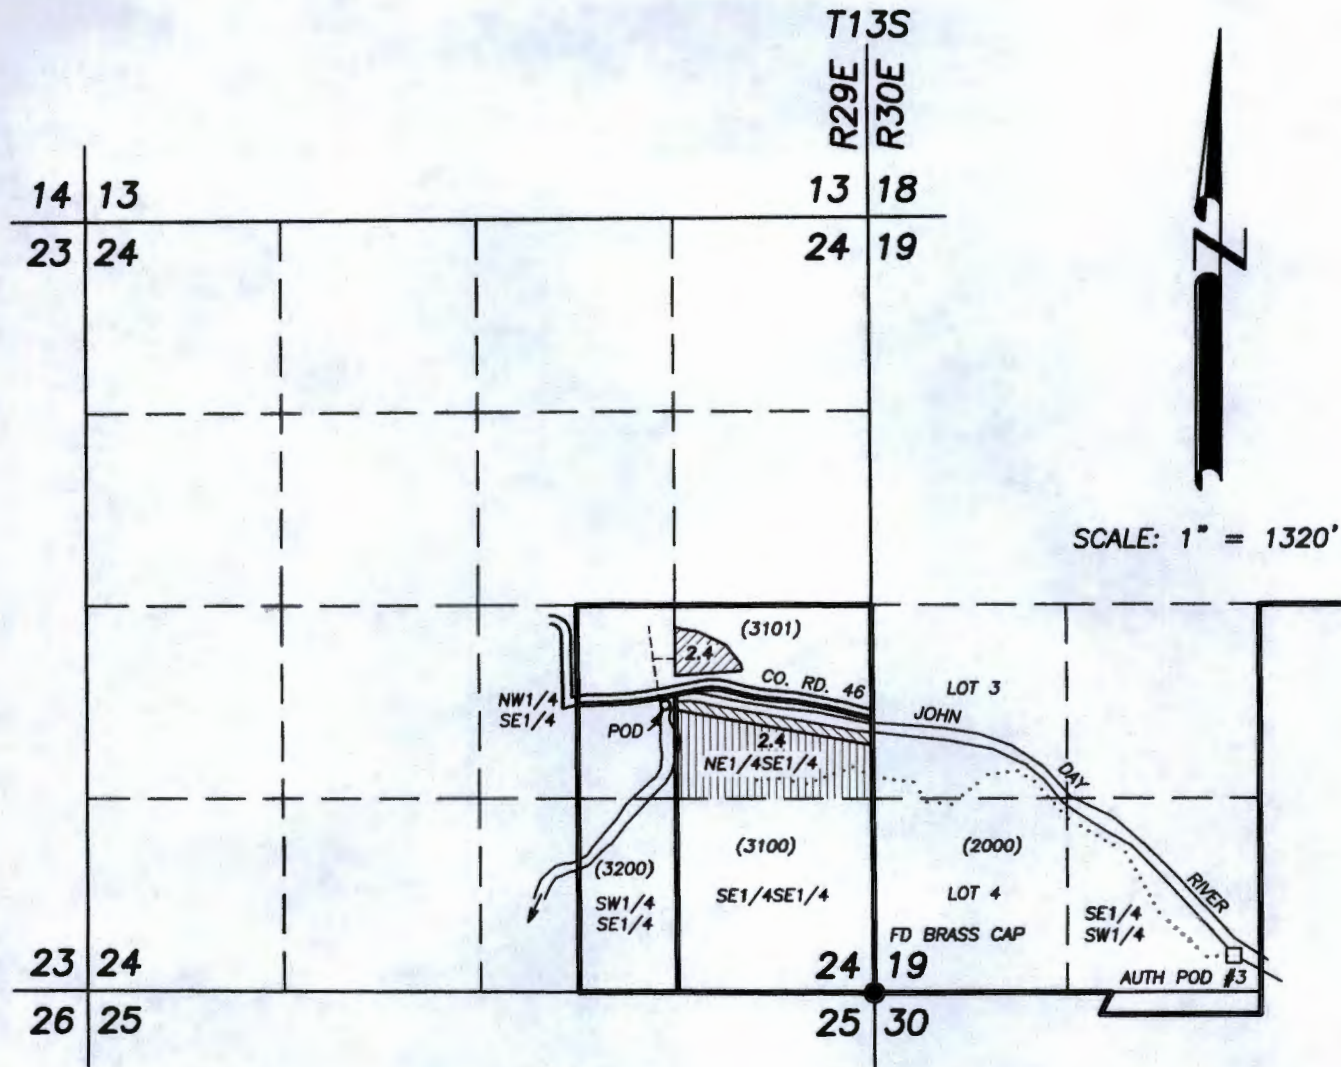 T13S
R29E
R30E
14 13
13 18
23 24
24 19
N
SCALE: 1" = 1320'
(3101)
2.4
CO. RD. 46
LOT 3
NW1/4
SE1/4
JOHN
POD
2.4
NE1/4SE1/4
DAY
(3200)
(3100)
(2000)
SW1/4
SE1/4
SE1/4SE1/4
LOT 4
RIVER
SE1/4
SW1/4
FD BRASS CAP
23 24
24 19
AUTH POD #3
26 25
25 30